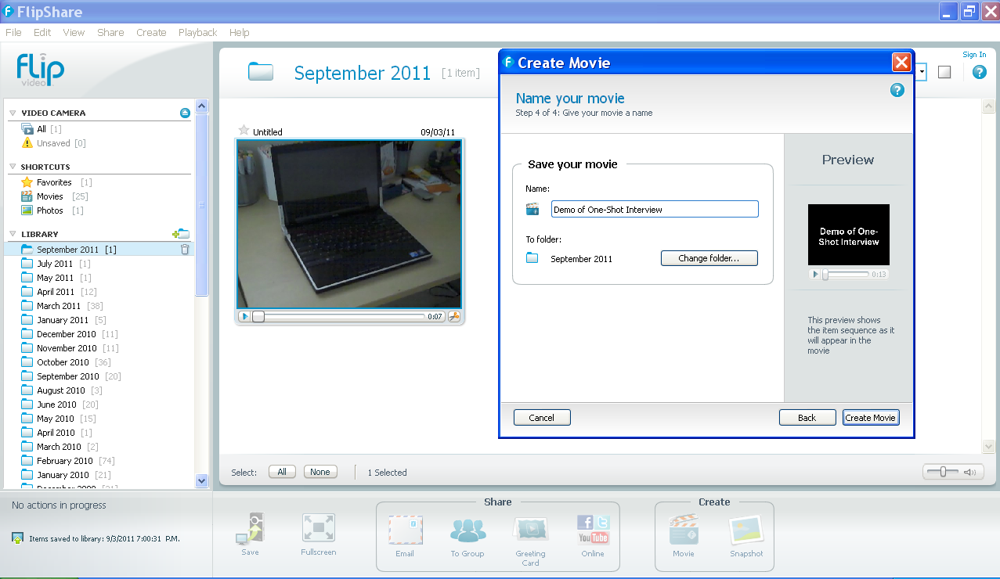 FlipShare
File Edit View Share Create Playback Help
flip
video
VIDEO CAMERA
All [1]
Unsaved [0]
SHORTCUTS
Favorites [1]
Movies [25]
Photos [1]
LIBRARY
September 2011 [1]
July 2011 [1]
May 2011 [1]
April 2011 [12]
March 2011 [38]
January 2011 [5]
December 2010 [11]
November 2010 [11]
October 2010 [36]
September 2010 [20]
August 2010 [3]
June 2010 [20]
May 2010 [15]
April 2010 [1]
March 2010 [2]
February 2010 [74]
January 2010 [21]
September 2011 [1 item]
Sign In
Untitled 09/03/11
0:07
Create Movie
Name your movie
Step 4 of 4: Give your movie a name
Save your movie
Name:
Demo of One-Shot Interview
To folder:
September 2011
Change folder...
Preview
Demo of One-
Shot Interview
0:13
This preview shows
the item sequence as it
will appear in the
movie
Cancel Back Create Movie
Select: All None 1 Selected
No actions in progress
Items saved to library: 9/3/2011 :00:31 P.M.
Save
Fullscreen
Share
Email
To Group
Greeting
Card
f t
You Tube
Online
Create
Movie
Snapshot